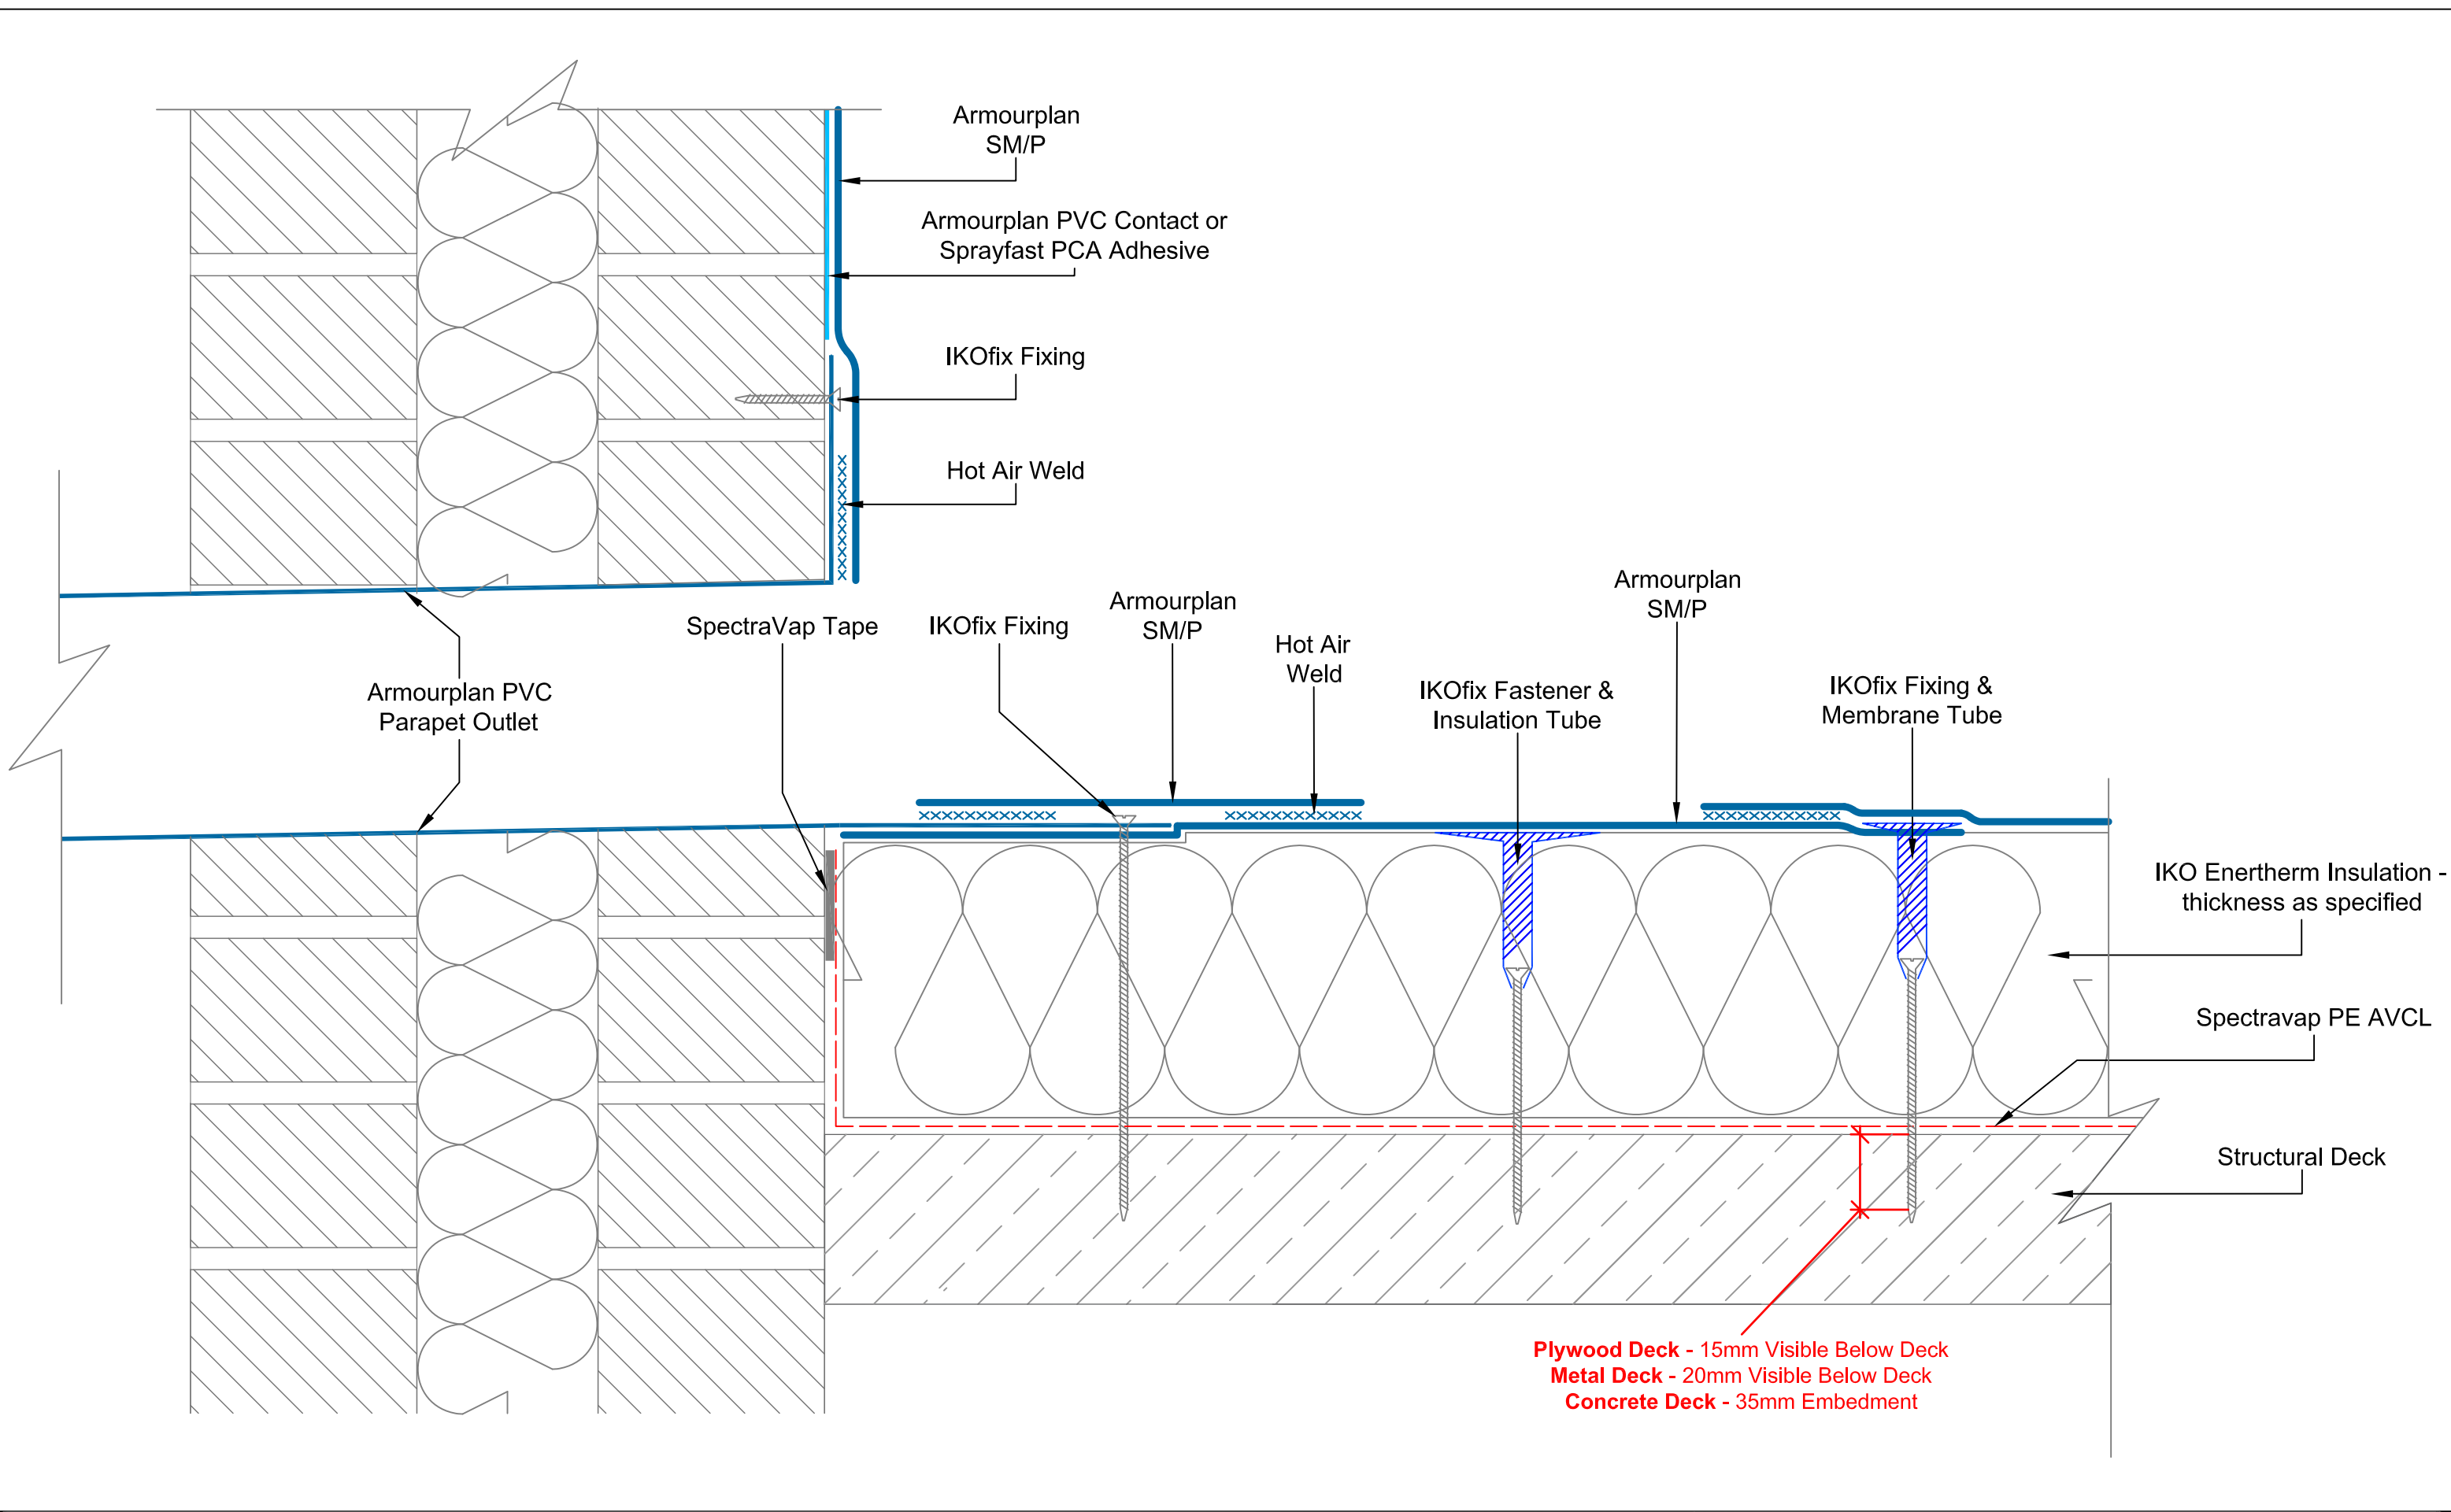 Armourplan
SM/P
Armourplan PVC Contact or
Sprayfast PCA Adhesive
IKOfix Fixing
Hot Air Weld
Armourplan PVC
Parapet Outlet
SpectraVap Tape
IKOfix Fixing
Armourplan
SM/P
Hot Air
Weld
Armourplan
SM/P
IKOfix Fastener &
Insulation Tube
IKOfix Fixing &
Membrane Tube
IKO Enertherm Insulation -
thickness as specified
Spectravap PE AVCL
Structural Deck
Plywood Deck - 15mm Visible Below Deck
Metal Deck - 20mm Visible Below Deck
Concrete Deck - 35mm Embedment